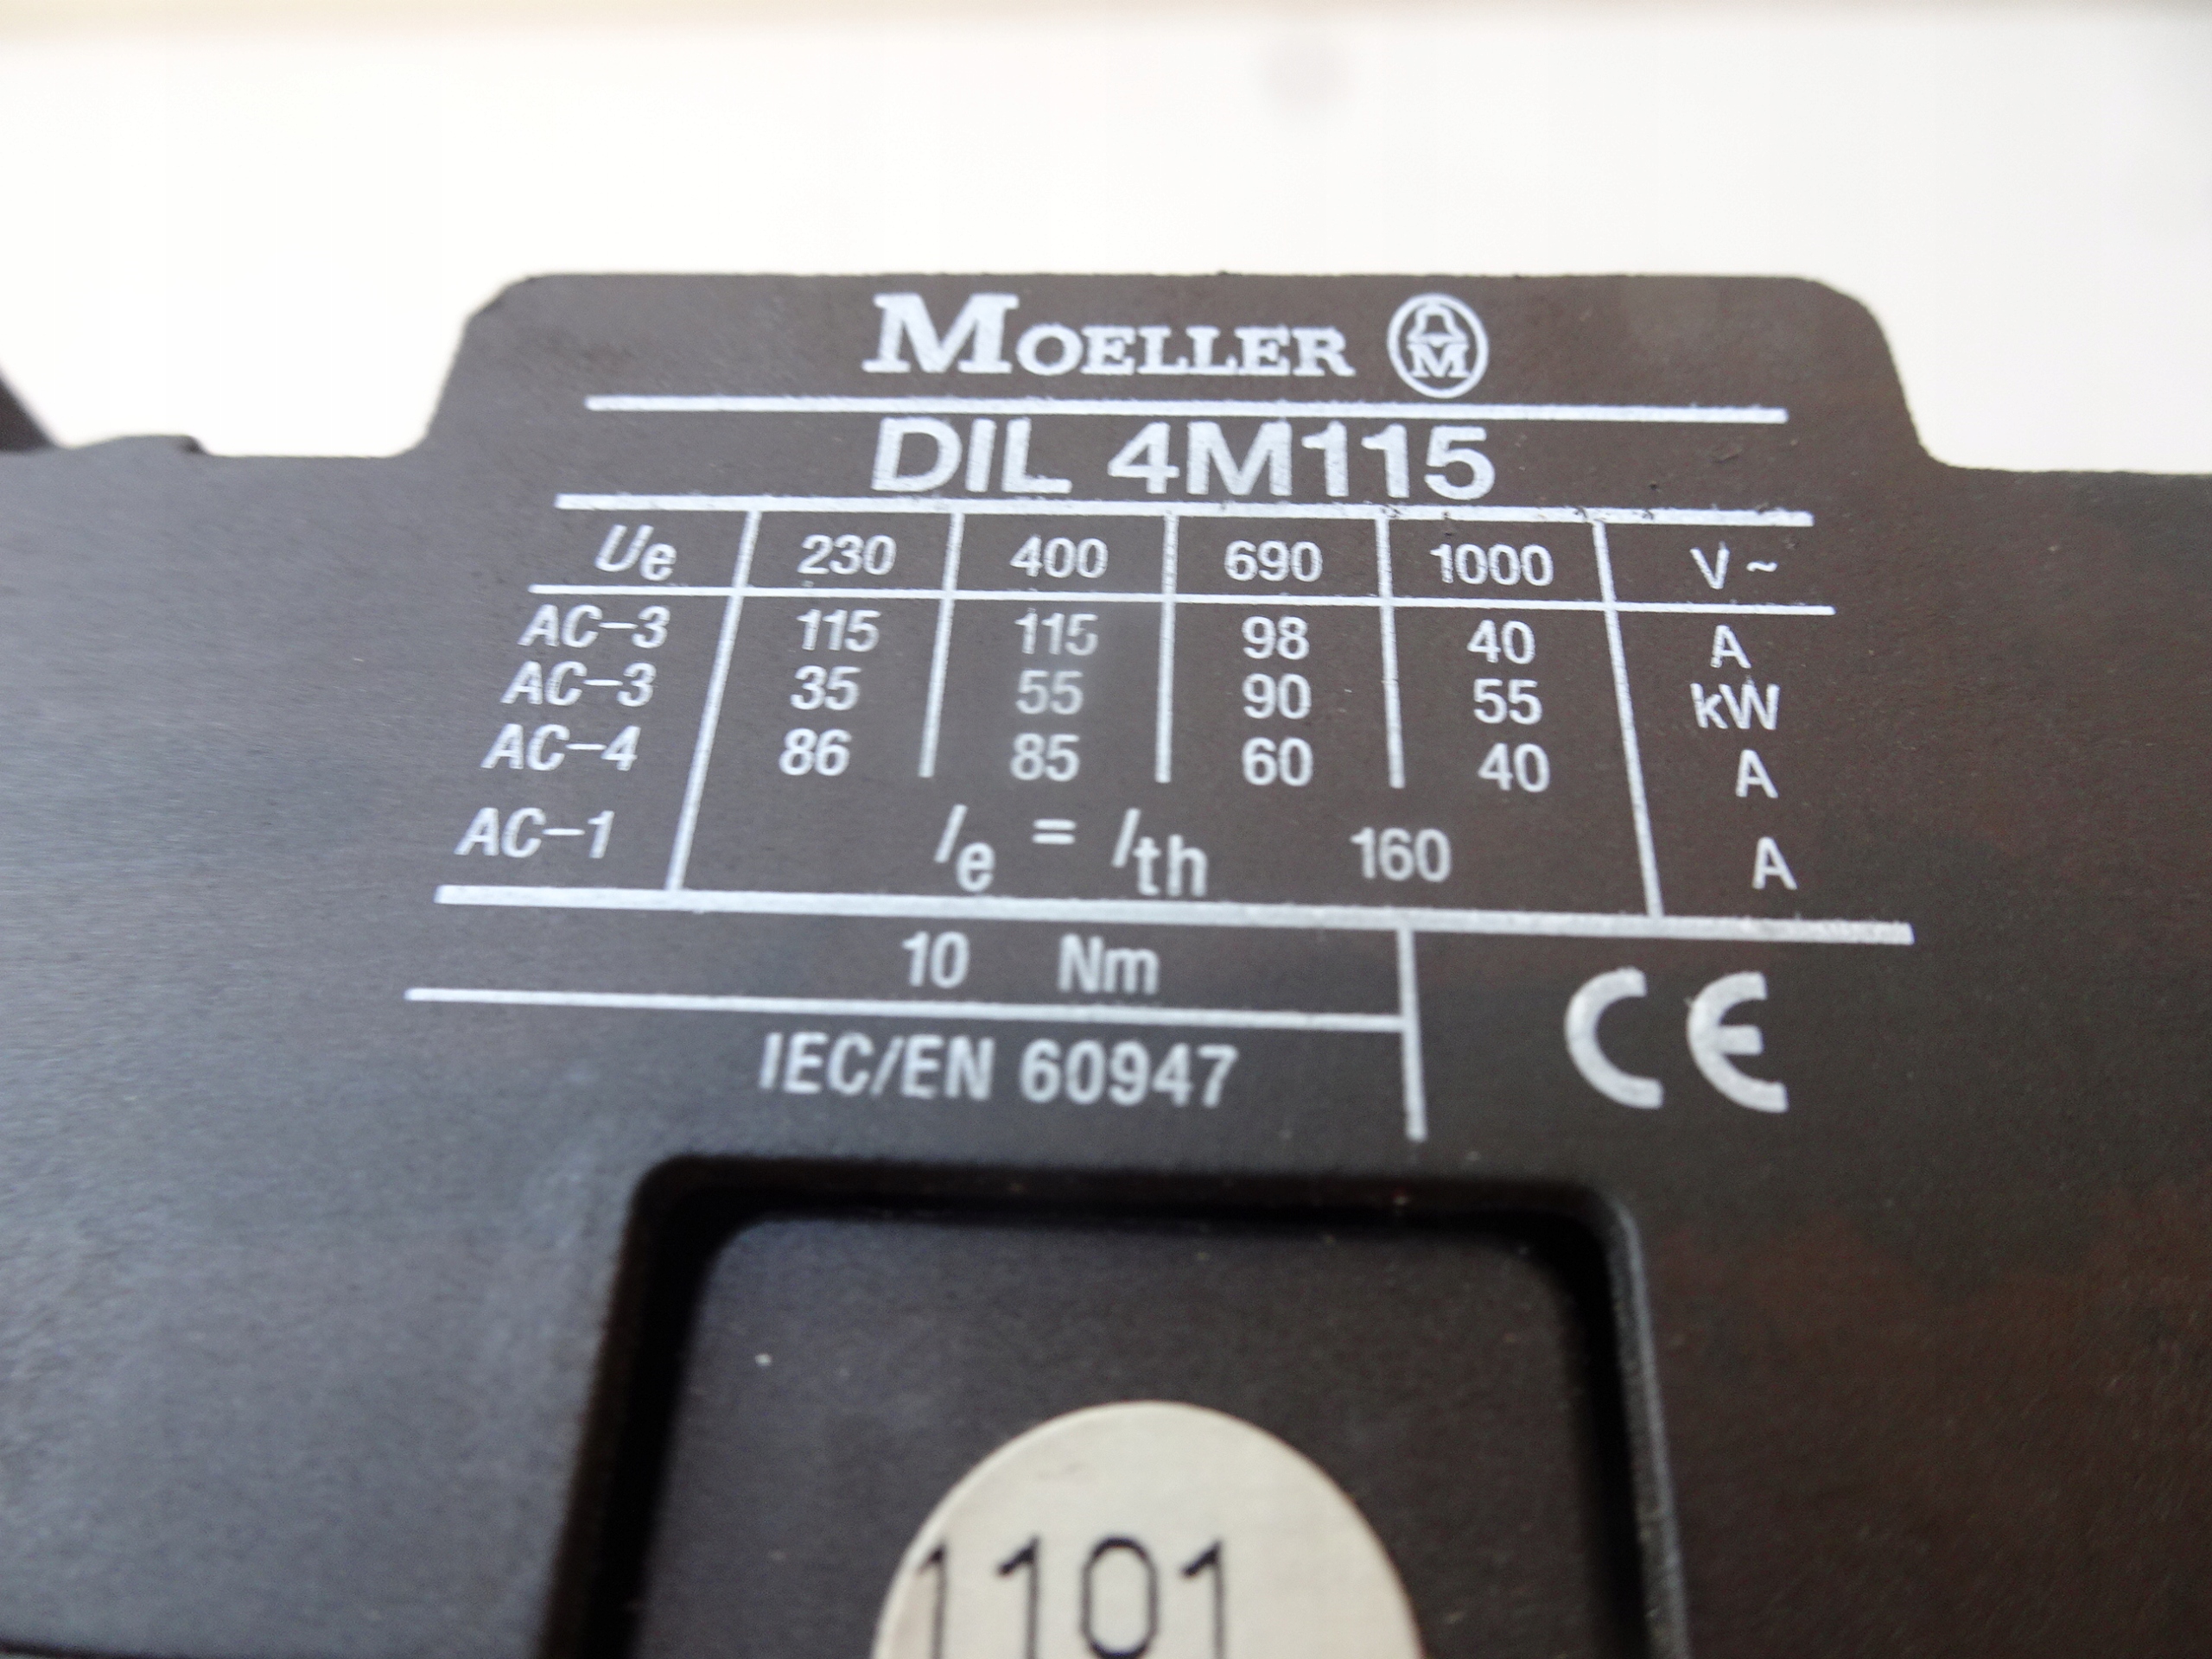 MOELLER
DIL 4M115
Ue 230 400 690 1000 V~
AC-3 115 115 98 40 A
AC-3 35 55 90 55 kW
AC-4 86 85 60 40 A
AC-1 Ie = Ith 160 A
10 Nm
IEC/EN 60947 CE
1101